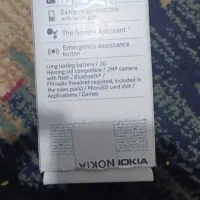 Extra
The Google Assistant
Emergency assistance
button
Long lasting battery / 2G
Hearing aid compatible / 2MP camera
with flash / Bluetooth®
FM radio (headset required, included in
the sales pack) / MicroSD card slot /
Applications / Games
NOKIA NOKIA